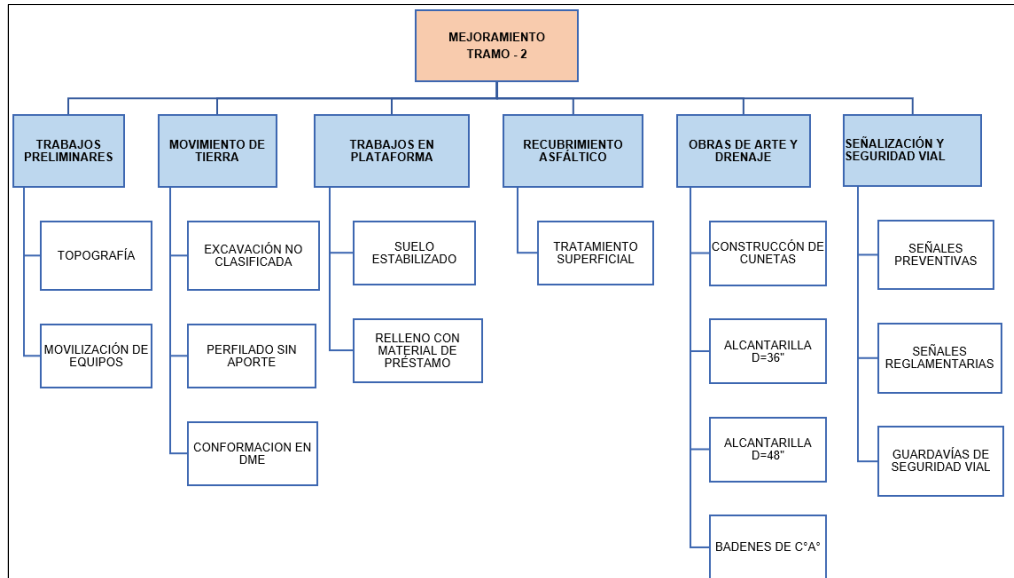 MEJORAMIENTO
TRAMO - 2
TRABAJOS
PRELIMINARES
MOVIMIENTO DE
TIERRA
TRABAJOS EN
PLATAFORMA
RECUBRIMIENTO
ASFÁLTICO
OBRAS DE ARTE Y
DRENAJE
SEÑALIZACIÓN Y
SEGURIDAD VIAL
TOPOGRAFÍA
EXCAVACIÓN NO
CLASIFICADA
SUELO
ESTABILIZADO
TRATAMIENTO
SUPERFICIAL
CONSTRUCCÓN DE
CUNETAS
SEÑALES
PREVENTIVAS
MOVILIZACIÓN DE
EQUIPOS
PERFILADO SIN
APORTE
RELLENO CON
MATERIAL DE
PRÉSTAMO
ALCANTARILLA
D=36"
SEÑALES
REGLAMENTARIAS
CONFORMACION EN
DME
ALCANTARILLA
D=48"
GUARDAVÍAS DE
SEGURIDAD VIAL
BADENES DE C°A°